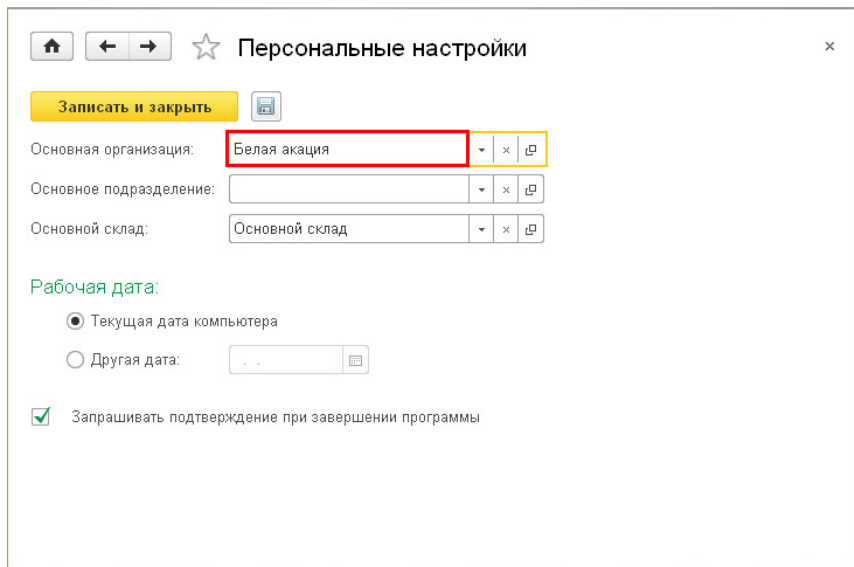 Персональные настройки
Записать и закрыть
Основная организация: Белая акация
Основное подразделение:
Основной склад: Основной склад
Рабочая дата:
Текущая дата компьютера
Другая дата: . .
Запрашивать подтверждение при завершении программы